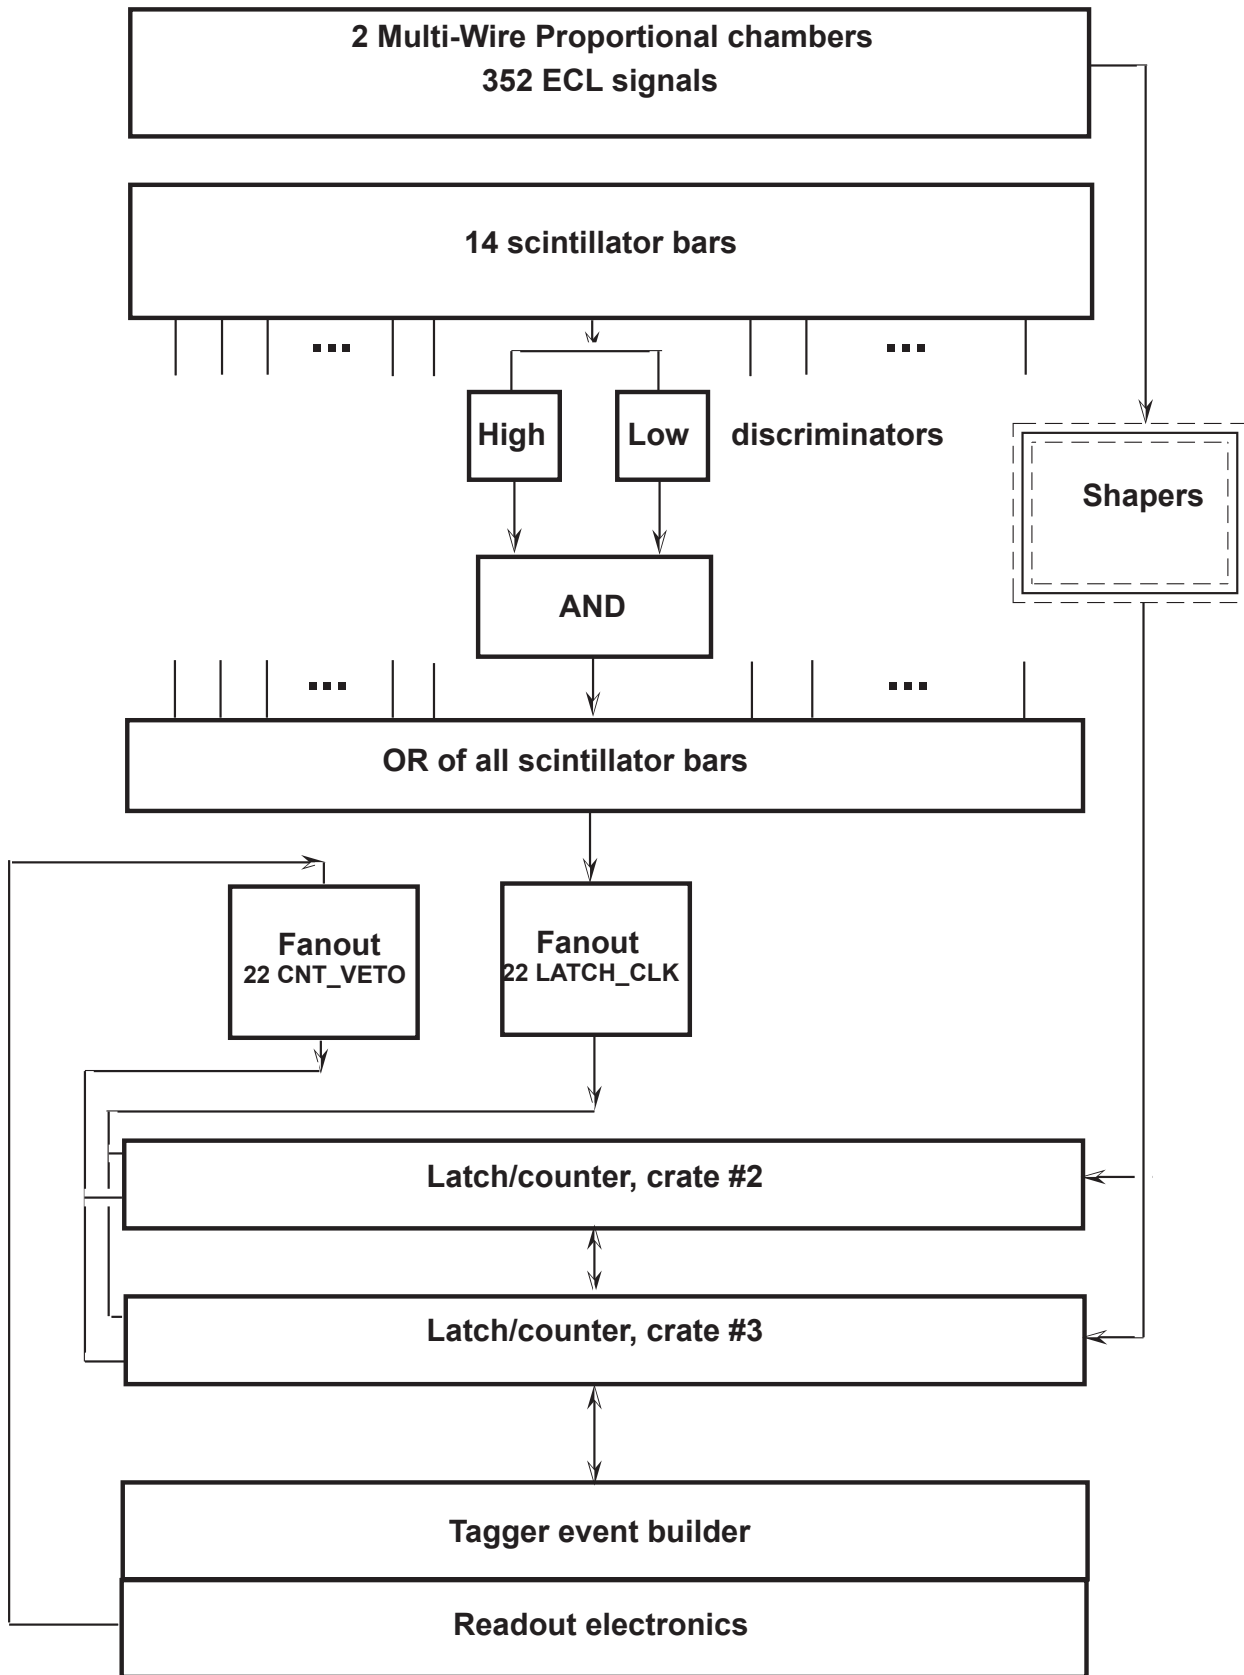 2 Multi-Wire Proportional chambers
352 ECL signals
14 scintillator bars
...
...
High
Low
discriminators
Shapers
AND
...
...
OR of all scintillator bars
Fanout
22 CNT_VETO
Fanout
22 LATCH_CLK
Latch/counter, crate #2
Latch/counter, crate #3
Tagger event builder
Readout electronics